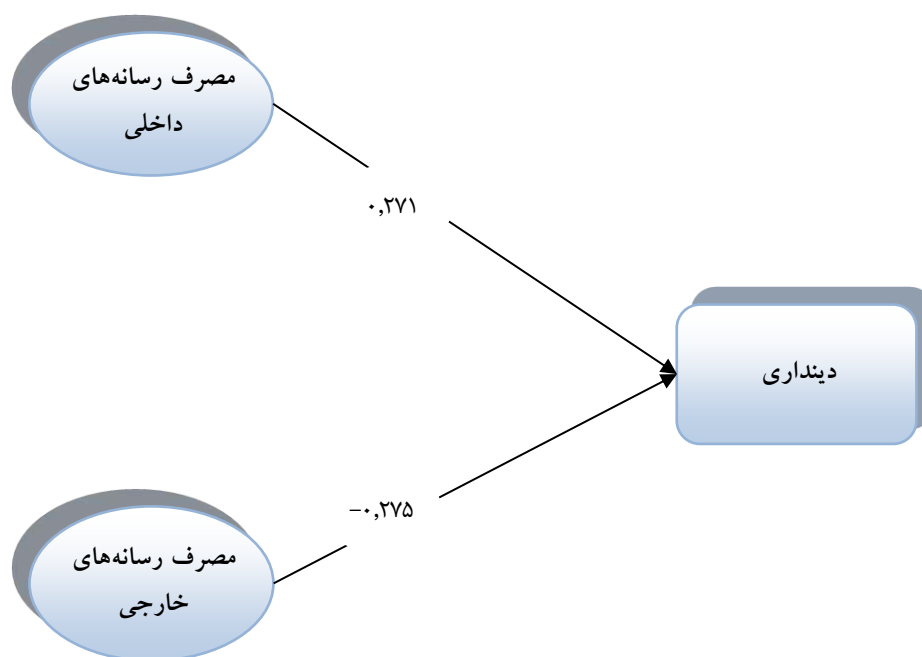 مصرف رسانه‌های
داخلی
۰,۲۷۱
دینداری
−۰,۲۷۵
مصرف رسانه‌های
خارجی